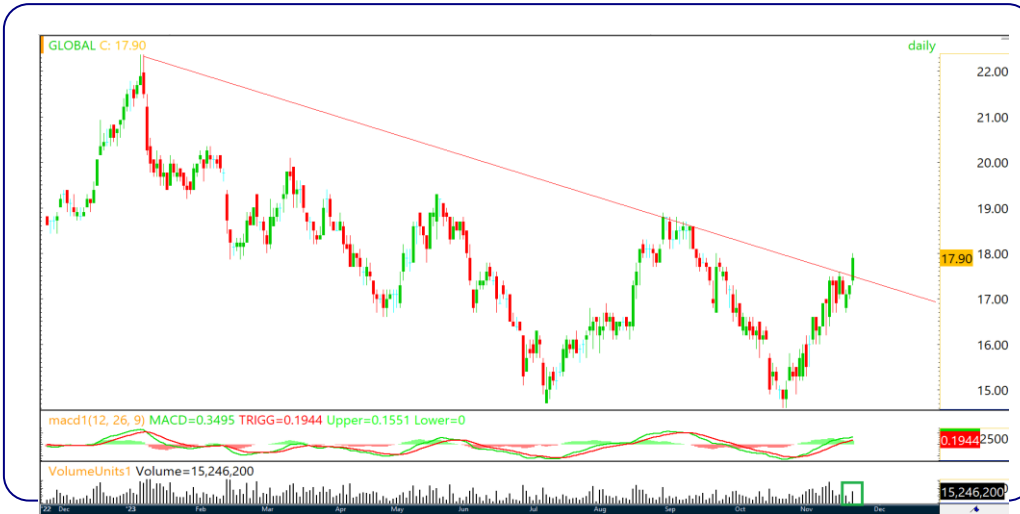 GLOBAL C: 17.90
daily
22.00
21.00
20.00
19.00
18.00
17.90
17.00
16.00
15.00
macd1(12, 26, 9) MACD=0.3495 TRIGG=0.1944 Upper=0.1551 Lower=0
0.1944
2500
VolumeUnits1 Volume=15,246,200
15,246,200
'22 Dec '23 Feb Mar Apr May Jun Jul Aug Sep Oct Nov Dec